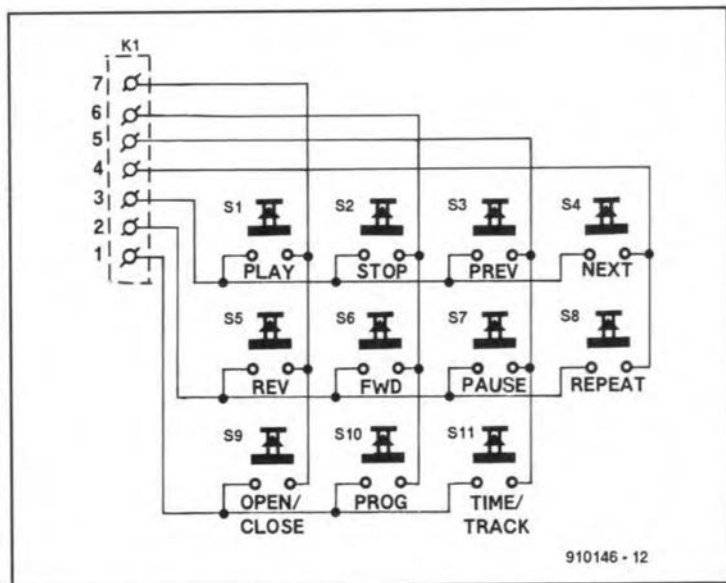 K1
7
6
5
4
3
2
1
S1 S2 S3 S4
PLAY STOP PREV NEXT
S5 S6 S7 S8
REV FWD PAUSE REPEAT
S9 S10 S11
OPEN/ PROG TIME/
CLOSE TRACK
910146 - 12